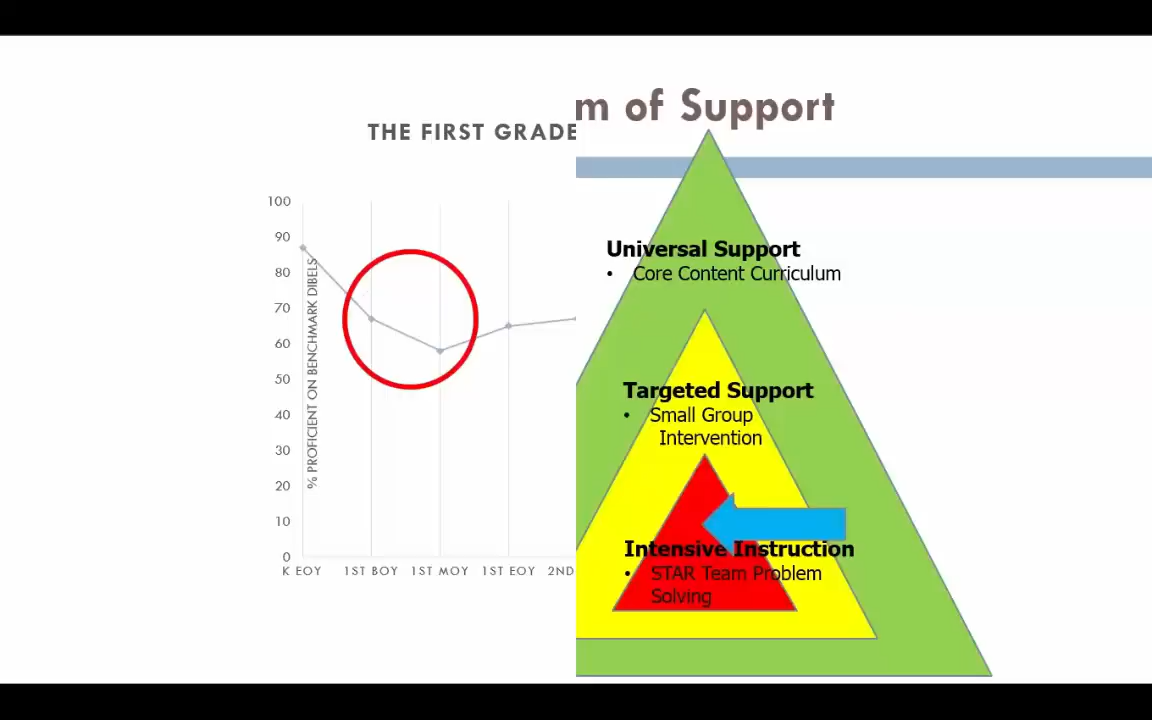 m of Support
THE FIRST GRADE
100
90
80
70
60
50
40
30
20
10
0
% PROFICIENT ON BENCHMARK DIBELS
K EOY 1ST BOY 1ST MOY 1ST EOY 2ND
Universal Support
• Core Content Curriculum
Targeted Support
• Small Group
Intervention
Intensive Instruction
• STAR Team Problem
Solving